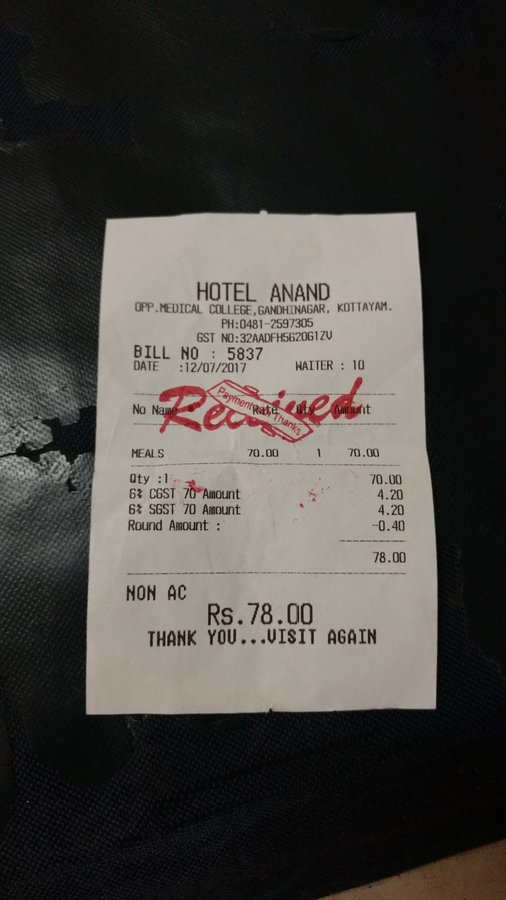 HOTEL ANAND
OPP.MEDICAL COLLEGE,GANDHINAGAR, KOTTAYAM.
PH:0481-2597305
GST NO:32AADFH5620G1ZV
BILL NO : 5837
DATE :12/07/2017 WAITER : 10
Received
Payment With Thanks
No Name Rate Qty Amount
MEALS 70.00 1 70.00
Qty :1 70.00
6% CGST 70 Amount 4.20
6% SGST 70 Amount 4.20
Round Amount : -0.40
78.00
NON AC
Rs.78.00
THANK YOU...VISIT AGAIN